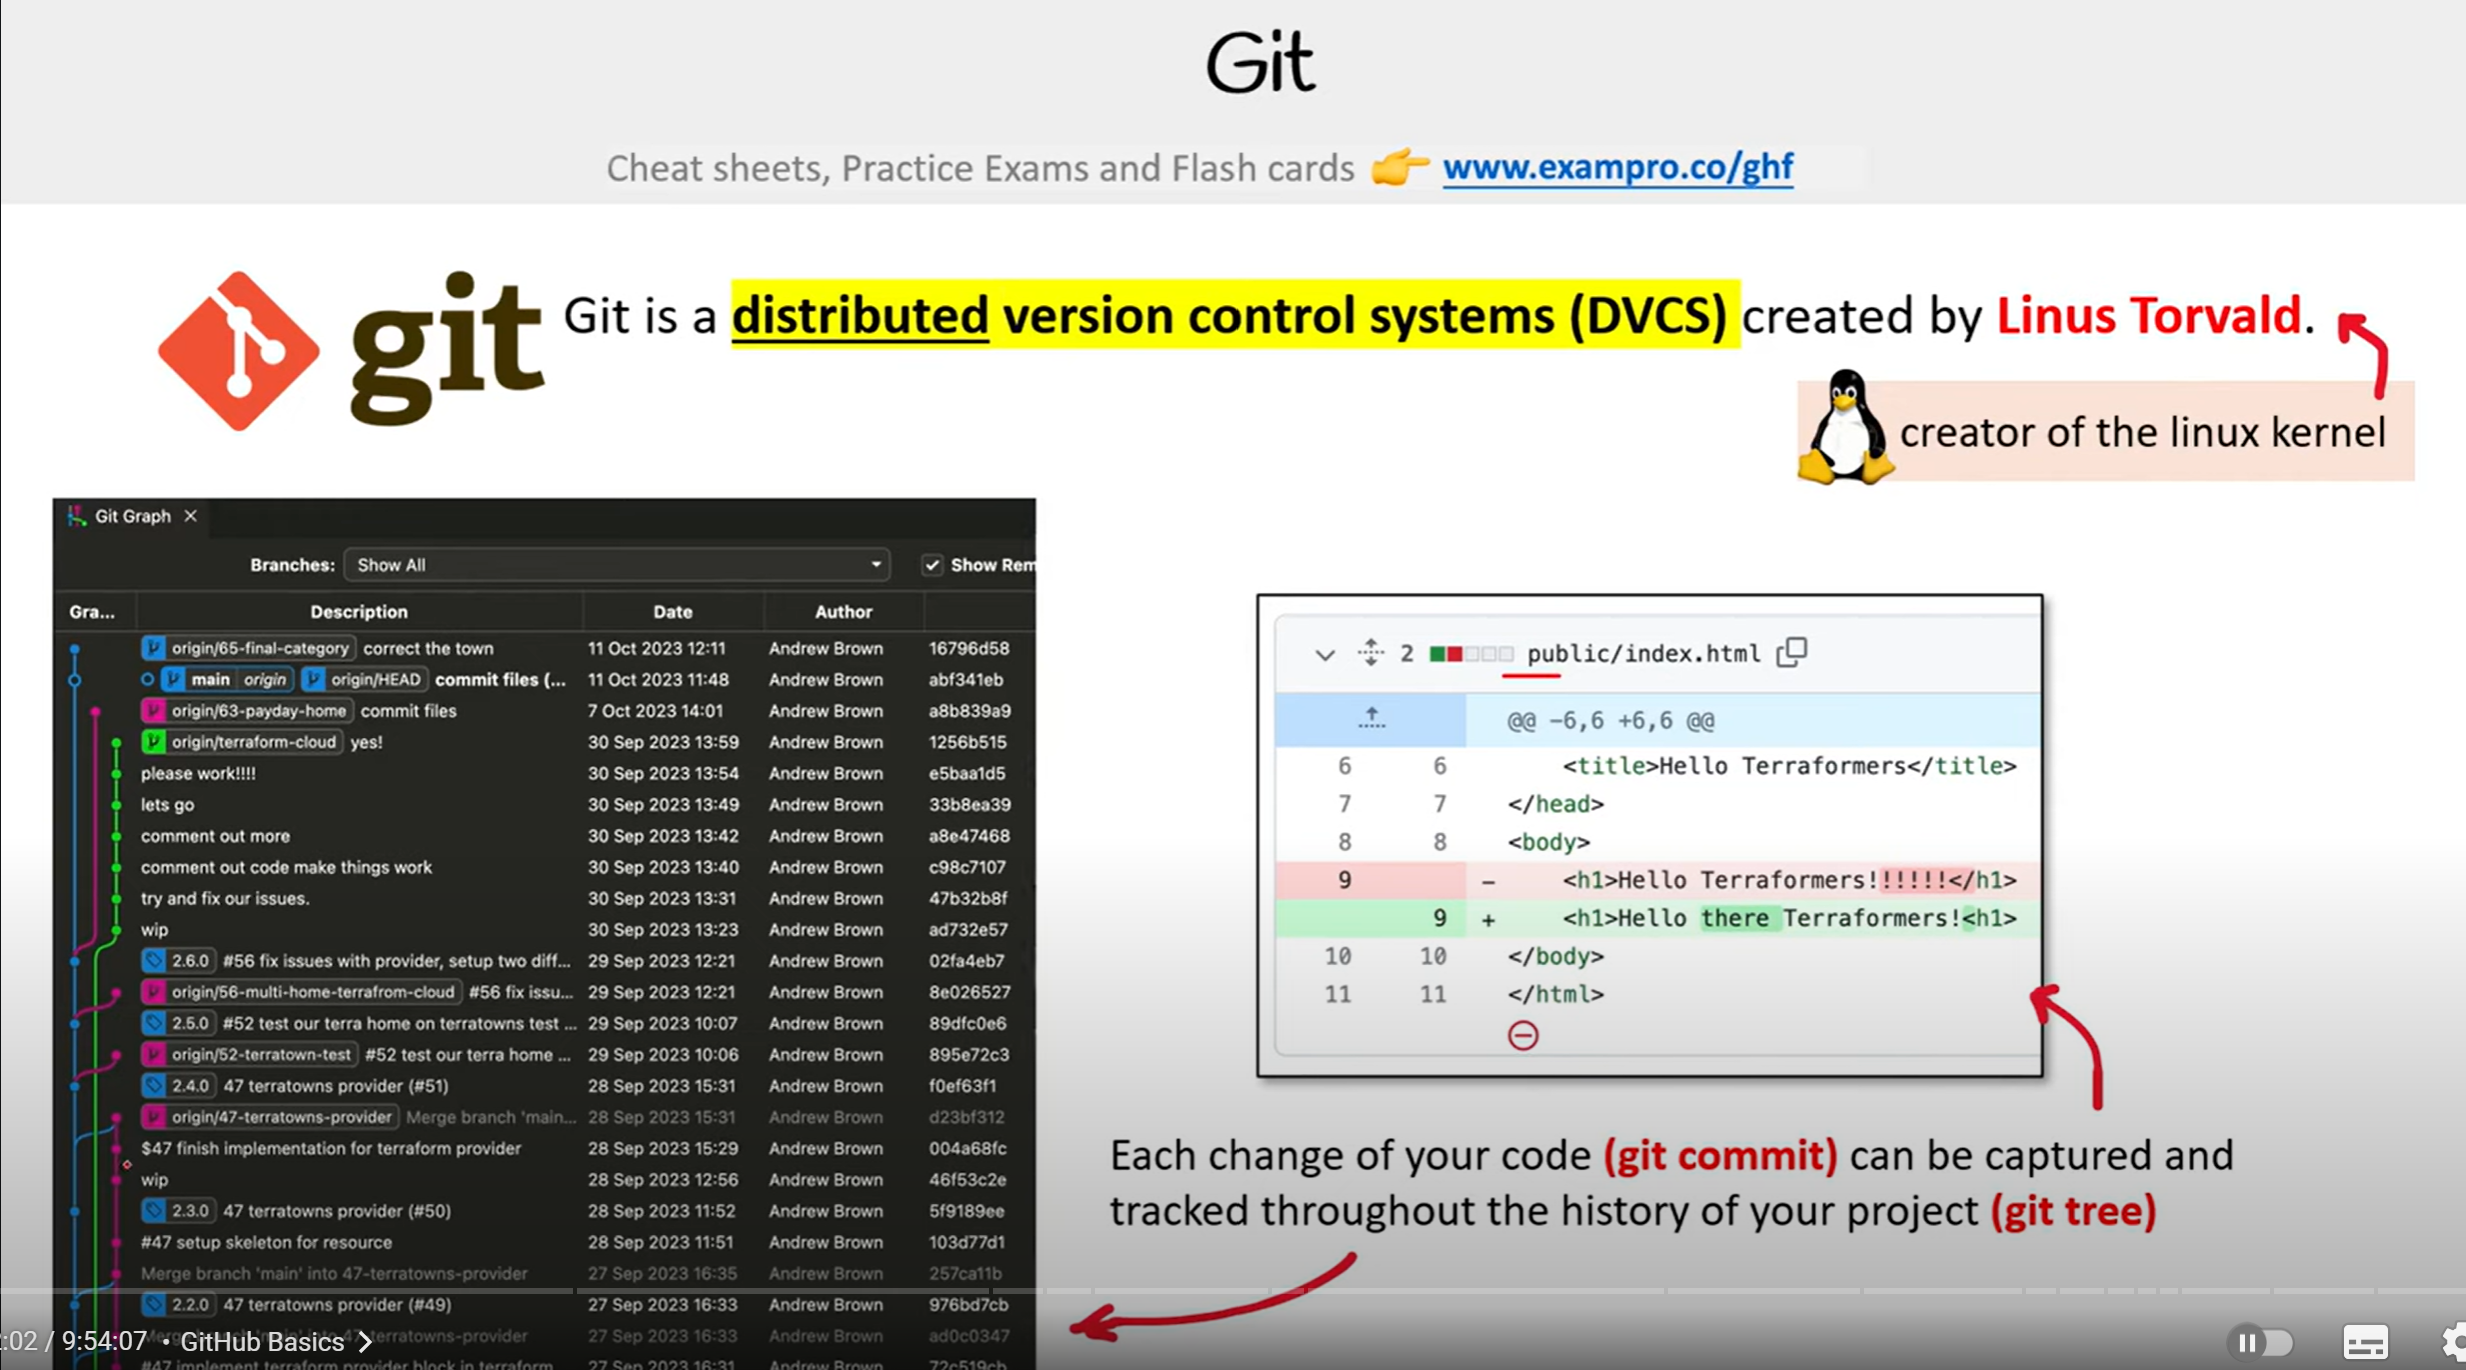 Git
Cheat sheets, Practice Exams and Flash cards 👉 www.exampro.co/ghf
git
Git is a distributed version control systems (DVCS) created by Linus Torvald.
creator of the linux kernel
Git Graph ×
Branches: Show All Show Rem
Gra... Description Date Author
origin/65-final-category correct the town 11 Oct 2023 12:11 Andrew Brown 16796d58
main origin origin/HEAD commit files (... 11 Oct 2023 11:48 Andrew Brown abf341eb
origin/63-payday-home commit files 7 Oct 2023 14:01 Andrew Brown a8b839a9
origin/terraform-cloud yes! 30 Sep 2023 13:59 Andrew Brown 1256b515
please work!!!! 30 Sep 2023 13:54 Andrew Brown e5baa1d5
lets go 30 Sep 2023 13:49 Andrew Brown 33b8ea39
comment out more 30 Sep 2023 13:42 Andrew Brown a8e47468
comment out code make things work 30 Sep 2023 13:40 Andrew Brown c98c7107
try and fix our issues. 30 Sep 2023 13:31 Andrew Brown 47b32b8f
wip 30 Sep 2023 13:23 Andrew Brown ad732e57
2.6.0 #56 fix issues with provider, setup two diff... 29 Sep 2023 12:21 Andrew Brown 02fa4eb7
origin/56-multi-home-terrafrom-cloud #56 fix issu... 29 Sep 2023 12:21 Andrew Brown 8e026527
2.5.0 #52 test our terra home on terratowns test ... 29 Sep 2023 10:07 Andrew Brown 89dfc0e6
origin/52-terratown-test #52 test our terra home ... 29 Sep 2023 10:06 Andrew Brown 895e72c3
2.4.0 47 terratowns provider (#51) 28 Sep 2023 15:31 Andrew Brown f0ef63f1
origin/47-terratowns-provider Merge branch 'main... 28 Sep 2023 15:31 Andrew Brown d23bf312
$47 finish implementation for terraform provider 28 Sep 2023 15:29 Andrew Brown 004a68fc
wip 28 Sep 2023 12:56 Andrew Brown 46f53c2e
2.3.0 47 terratowns provider (#50) 28 Sep 2023 11:52 Andrew Brown 5f9189ee
#47 setup skeleton for resource 28 Sep 2023 11:51 Andrew Brown 103d77d1
Merge branch 'main' into 47-terratowns-provider 27 Sep 2023 16:35 Andrew Brown 257ca11b
2.2.0 47 terratowns provider (#49) 27 Sep 2023 16:33 Andrew Brown 976bd7cb
47-terratowns-provider 27 Sep 2023 16:33 Andrew Brown ad0c0347
#47 implement terraform provider block in terraform 27 Sep 2023 16:31 Andrew Brown 72c519cb
2 public/index.html
@@ -6,6 +6,6 @@
6 6 <title>Hello Terraformers</title>
7 7 </head>
8 8 <body>
9 - <h1>Hello Terraformers!!!!!!</h1>
9 + <h1>Hello there Terraformers!<h1>
10 10 </body>
11 11 </html>
Each change of your code (git commit) can be captured and
tracked throughout the history of your project (git tree)
:02 / 9:54:07 • GitHub Basics >